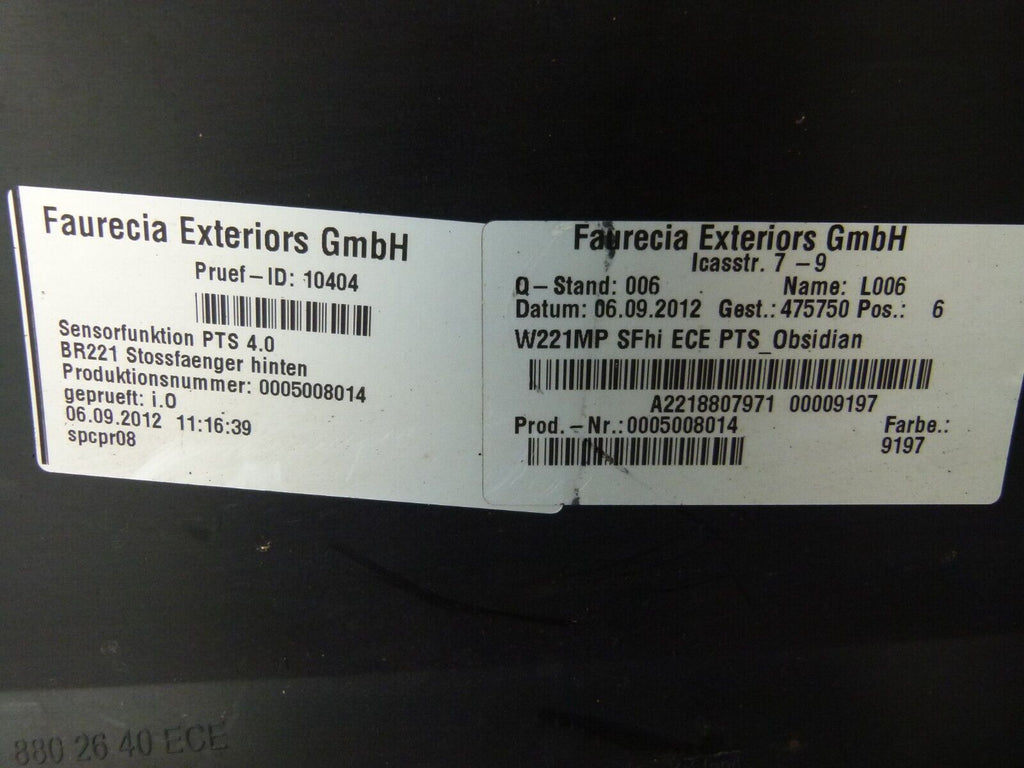 Faurecia Exteriors GmbH
Pruef-ID: 10404
Sensorfunktion PTS 4.0
BR221 Stossfaenger hinten
Produktionsnummer: 0005008014
geprueft: i.O
06.09.2012 11:16:39
spcpr08
Faurecia Exteriors GmbH
Icasstr. 7 -9
Q-Stand: 006 Name: L006
Datum: 06.09.2012 Gest.: 475750 Pos.: 6
W221MP SFhi ECE PTS_Obsidian
A2218807971 00009197
Prod.-Nr.:0005008014 Farbe.:
9197
880 26 40 ECE